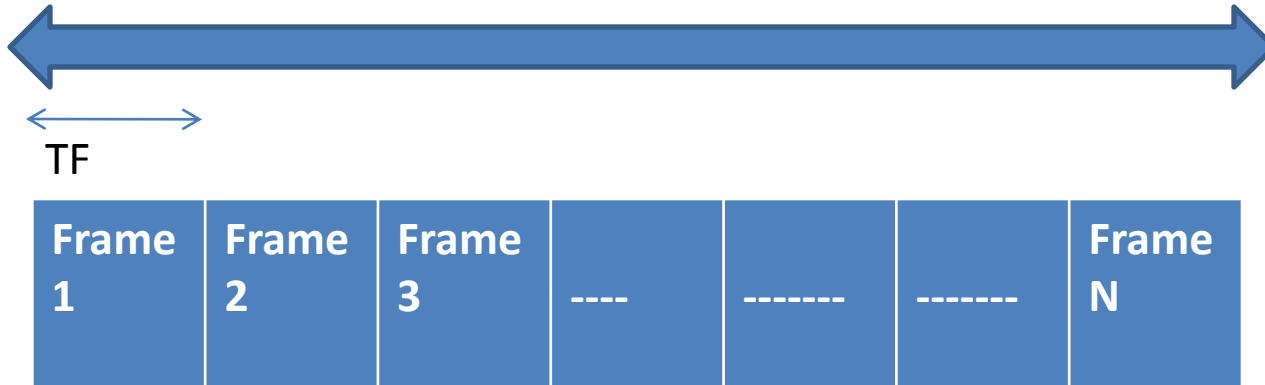 TF
Frame Frame Frame Frame
1 2 3 ---- ------- ------- N